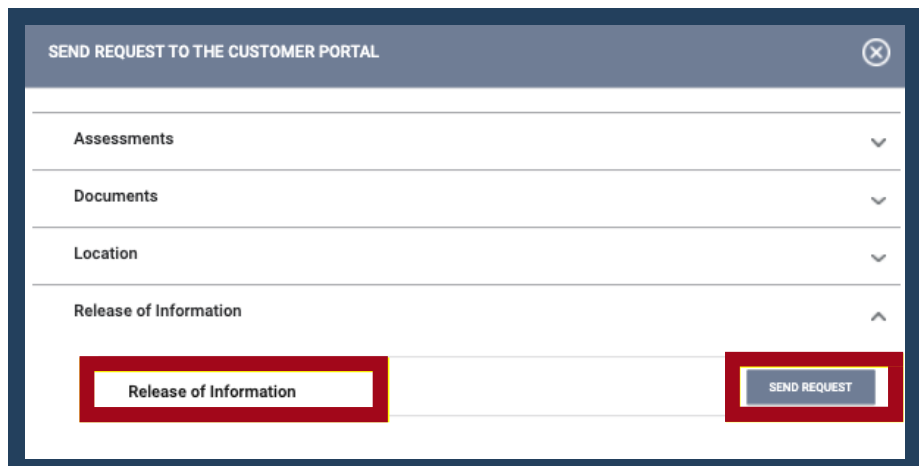 SEND REQUEST TO THE CUSTOMER PORTAL
Assessments
Documents
Location
Release of Information
Release of Information
SEND REQUEST